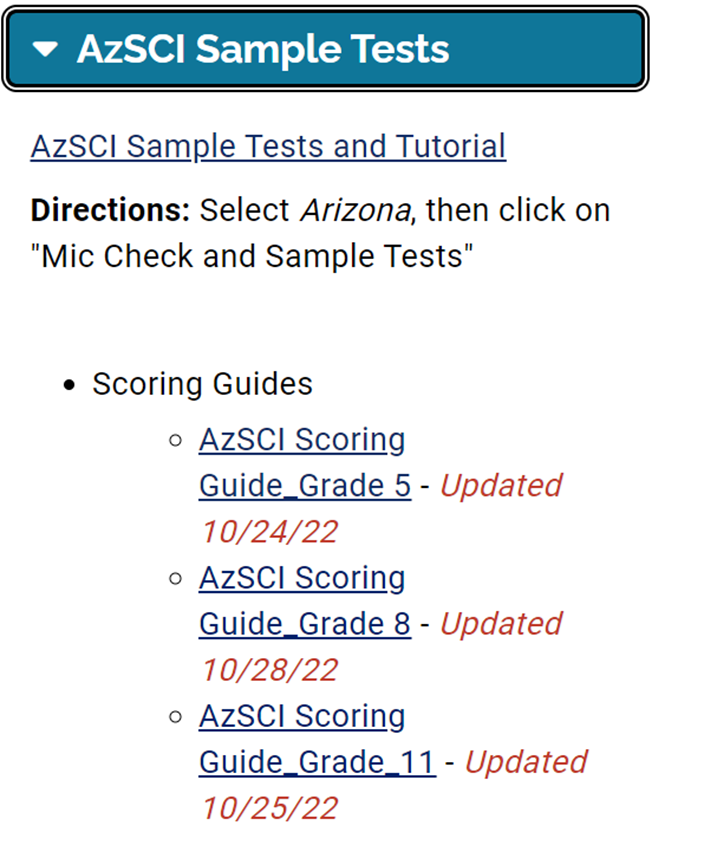 AzSCI Sample Tests
AzSCI Sample Tests and Tutorial
Directions: Select Arizona, then click on
"Mic Check and Sample Tests"
Scoring Guides
AzSCI Scoring
Guide_Grade 5 - Updated
10/24/22
AzSCI Scoring
Guide_Grade 8 - Updated
10/28/22
AzSCI Scoring
Guide_Grade_11 - Updated
10/25/22